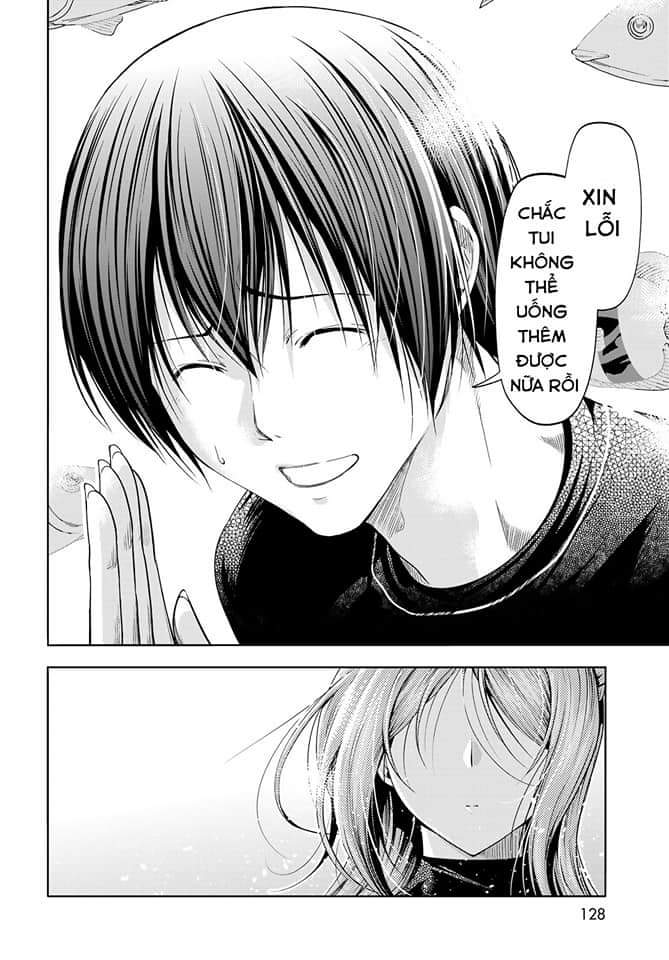 XIN
LỖI
CHẮC
TUI
KHÔNG
THỂ
UỐNG
THÊM
ĐƯỢC
NỮA RỒI
128